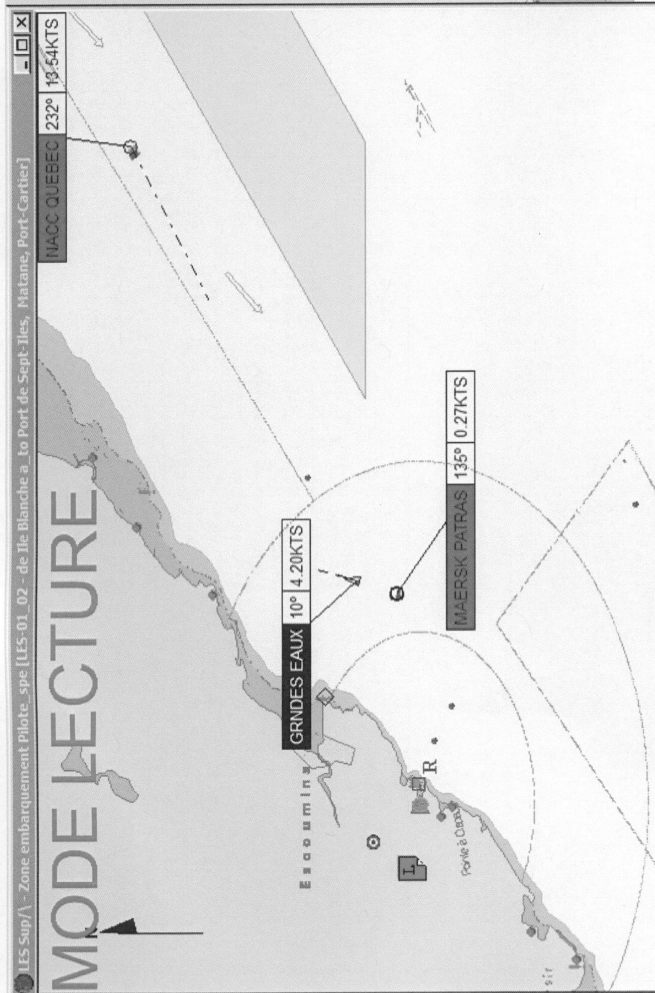 LES Sup/\ - Zone embarquement Pilote_spe [LES-01_02 - de Ile Blanche a_to Port de Sept-Iles, Matane, Port-Cartier]
MODE LECTURE
N
NACC QUEBEC 232° 13.54KTS
GRNDES EAUX 10° 4.20KTS
Escoumins
MAERSK PATRAS 135° 0.27KTS
L
R
Pointe à